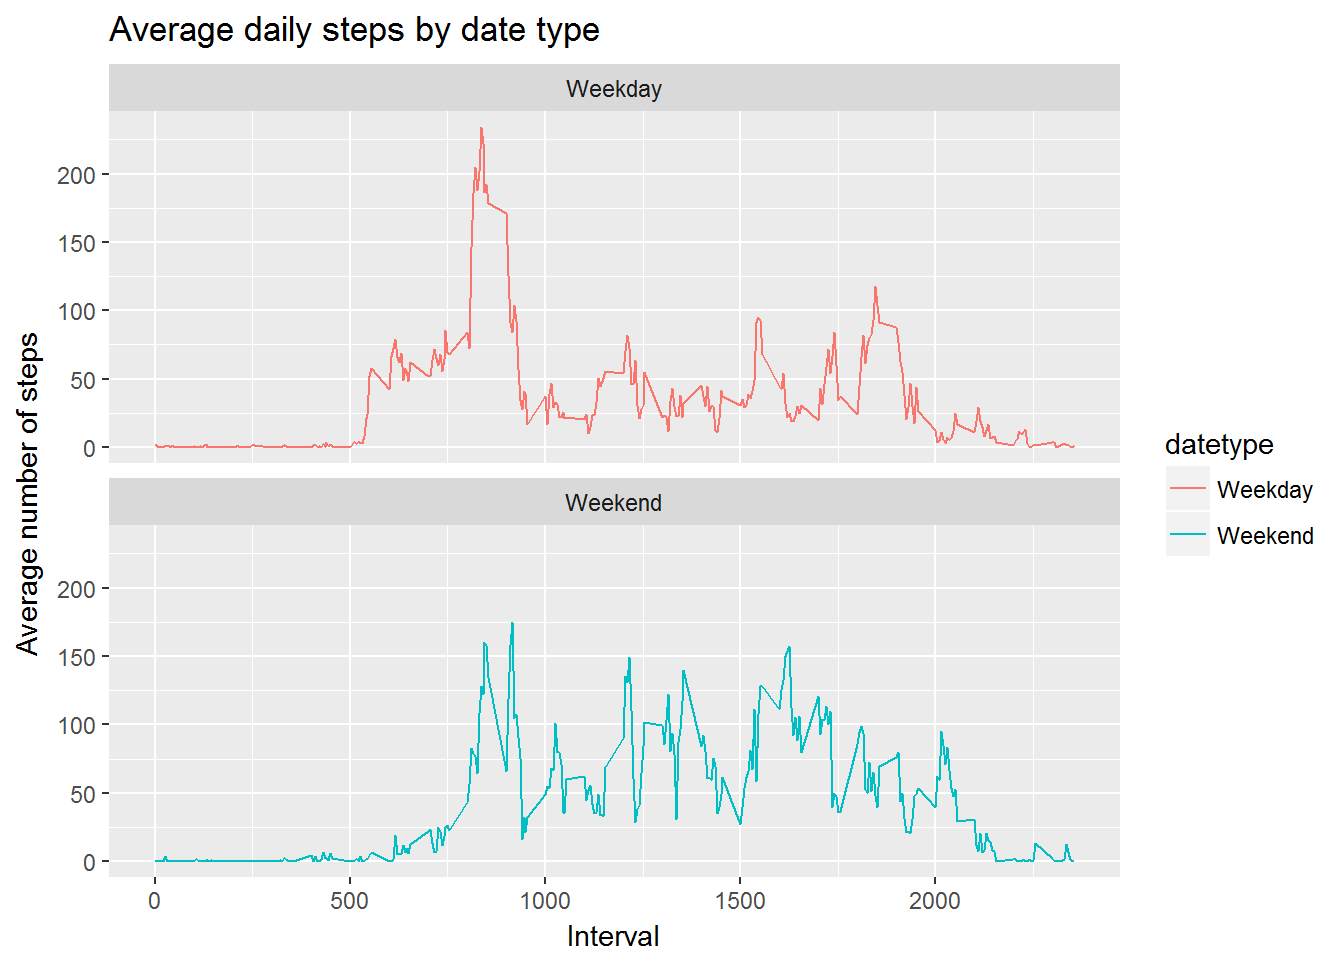 Average daily steps by date type
Weekday
200
150
100
50
0
Weekend
200
150
100
50
0
0 500 1000 1500 2000
Interval
Average number of steps
datetype
Weekday
Weekend